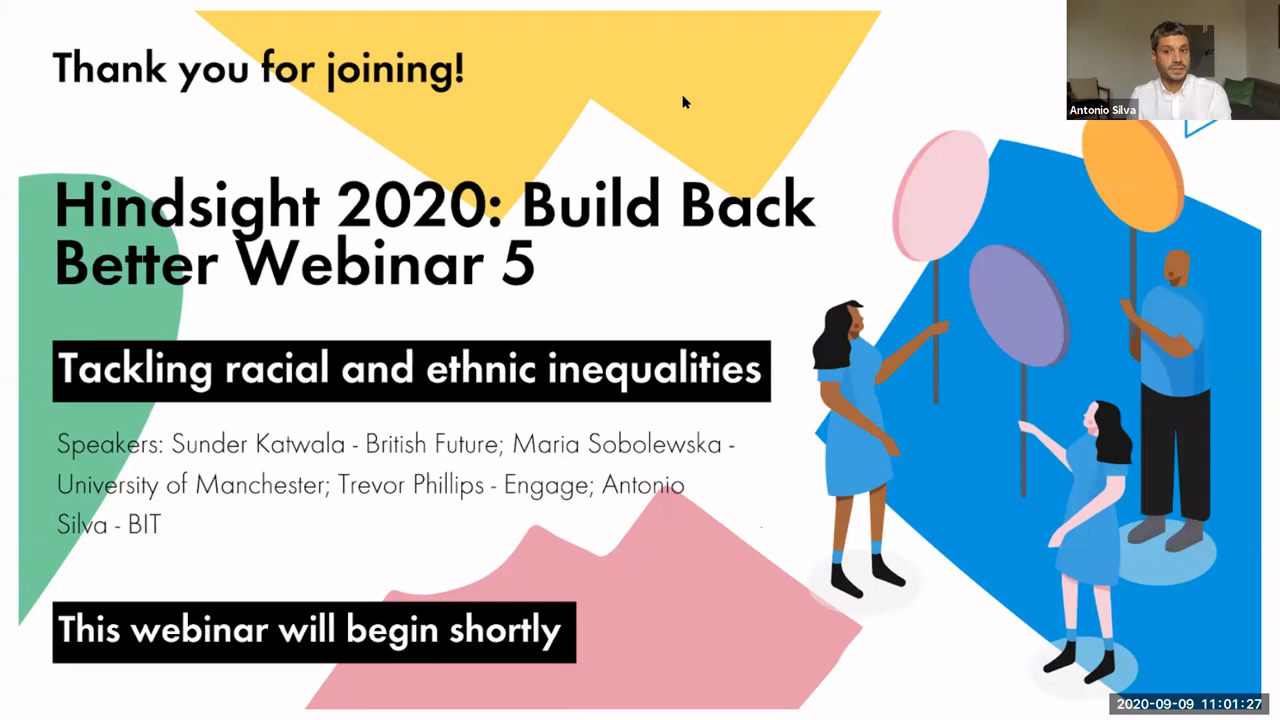 Thank you for joining!
Antonio Silva
Hindsight 2020: Build Back
Better Webinar 5
Tackling racial and ethnic inequalities
Speakers: Sunder Katwala - British Future; Maria Sobolewska -
University of Manchester; Trevor Phillips - Engage; Antonio
Silva - BIT
This webinar will begin shortly
2020-09-09 11:01:27